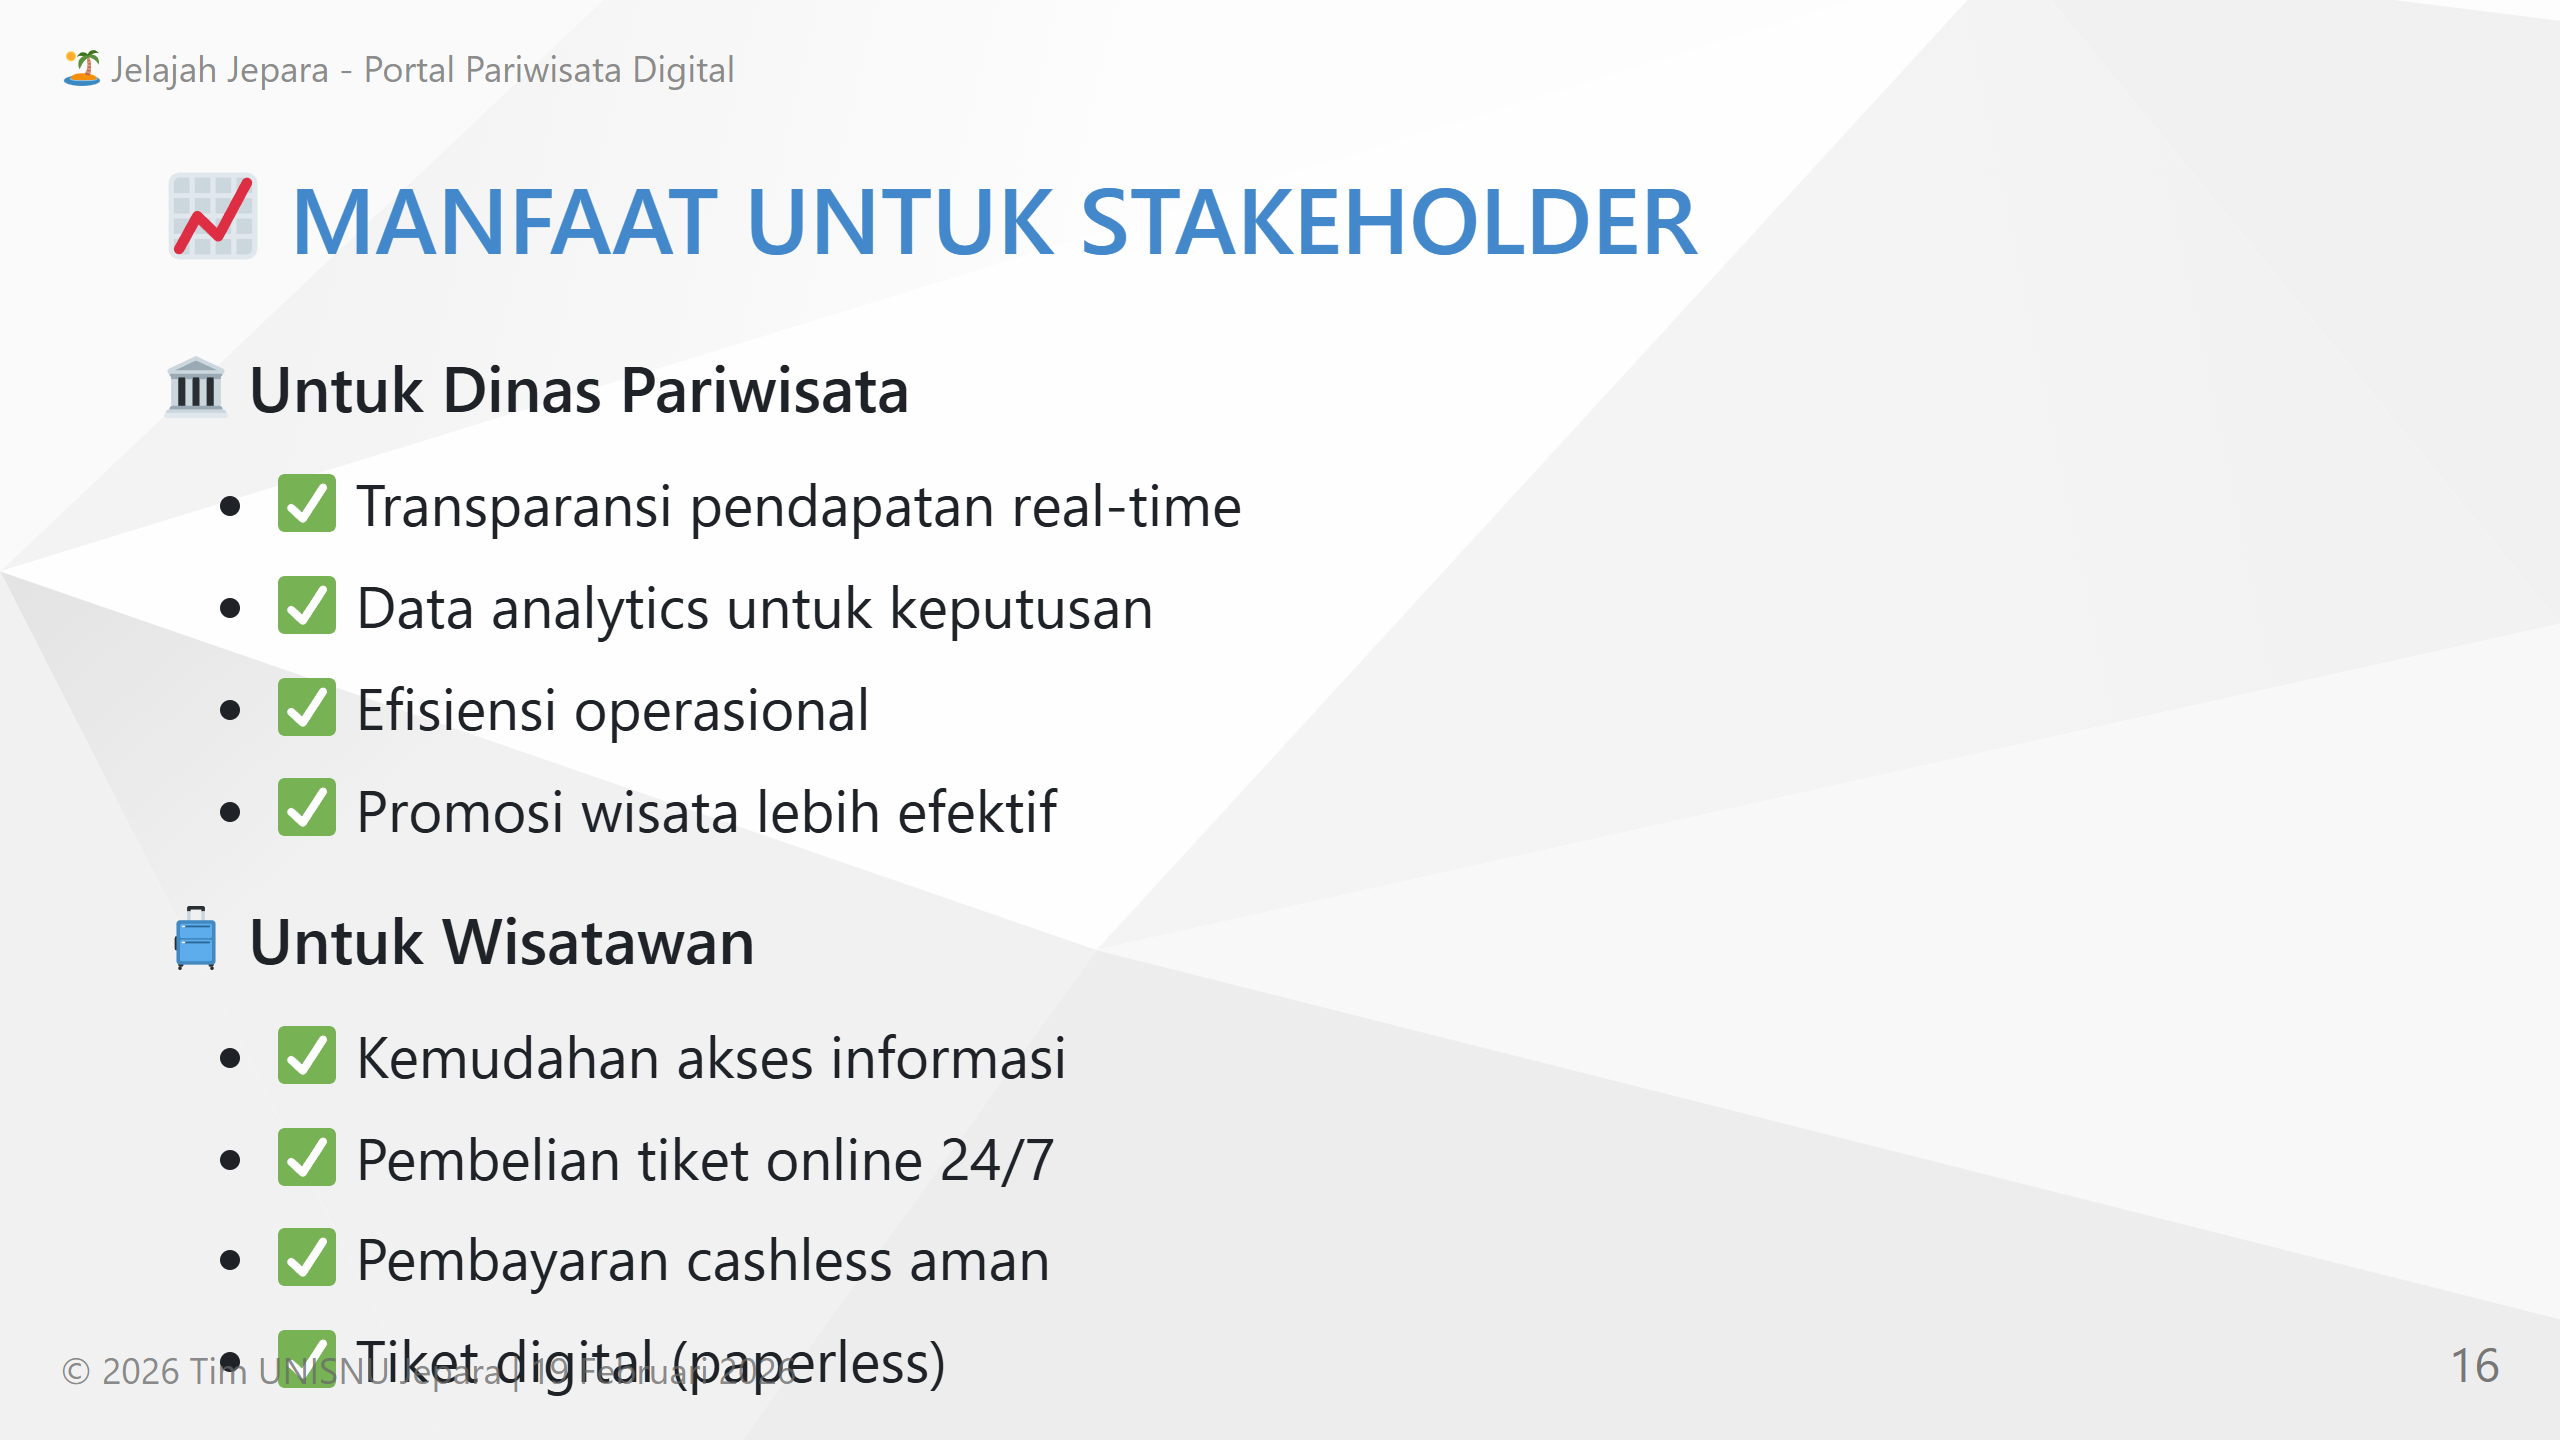 Jelajah Jepara - Portal Pariwisata Digital
MANFAAT UNTUK STAKEHOLDER
Untuk Dinas Pariwisata
• ✅ Transparansi pendapatan real-time
• ✅ Data analytics untuk keputusan
• ✅ Efisiensi operasional
• ✅ Promosi wisata lebih efektif
Untuk Wisatawan
• ✅ Kemudahan akses informasi
• ✅ Pembelian tiket online 24/7
• ✅ Pembayaran cashless aman
• ✅ Tiket digital (paperless)
© 2026 Tim UNISNU Jepara | 19 Februari 2026
16